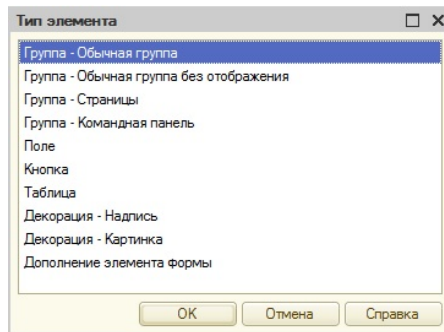 Тип элемента
Группа - Обычная группа
Группа - Обычная группа без отображения
Группа - Страницы
Группа - Командная панель
Поле
Кнопка
Таблица
Декорация - Надпись
Декорация - Картинка
Дополнение элемента формы
ОК Отмена Справка